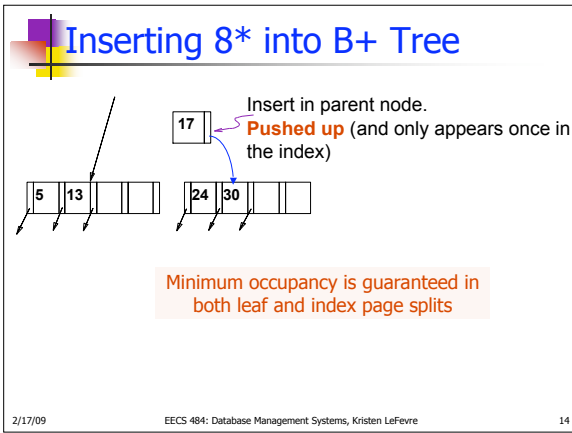 Inserting 8* into B+ Tree
17
Insert in parent node.
Pushed up (and only appears once in
the index)
5 13
24 30
Minimum occupancy is guaranteed in
both leaf and index page splits
2/17/09 EECS 484: Database Management Systems, Kristen LeFevre 14